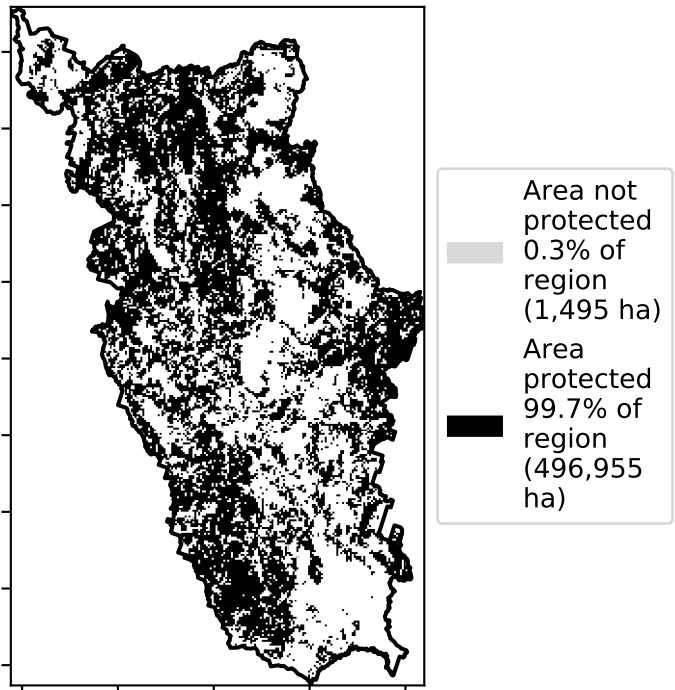 Area not
protected
0.3% of
region
(1,495 ha)
Area
protected
99.7% of
region
(496,955
ha)